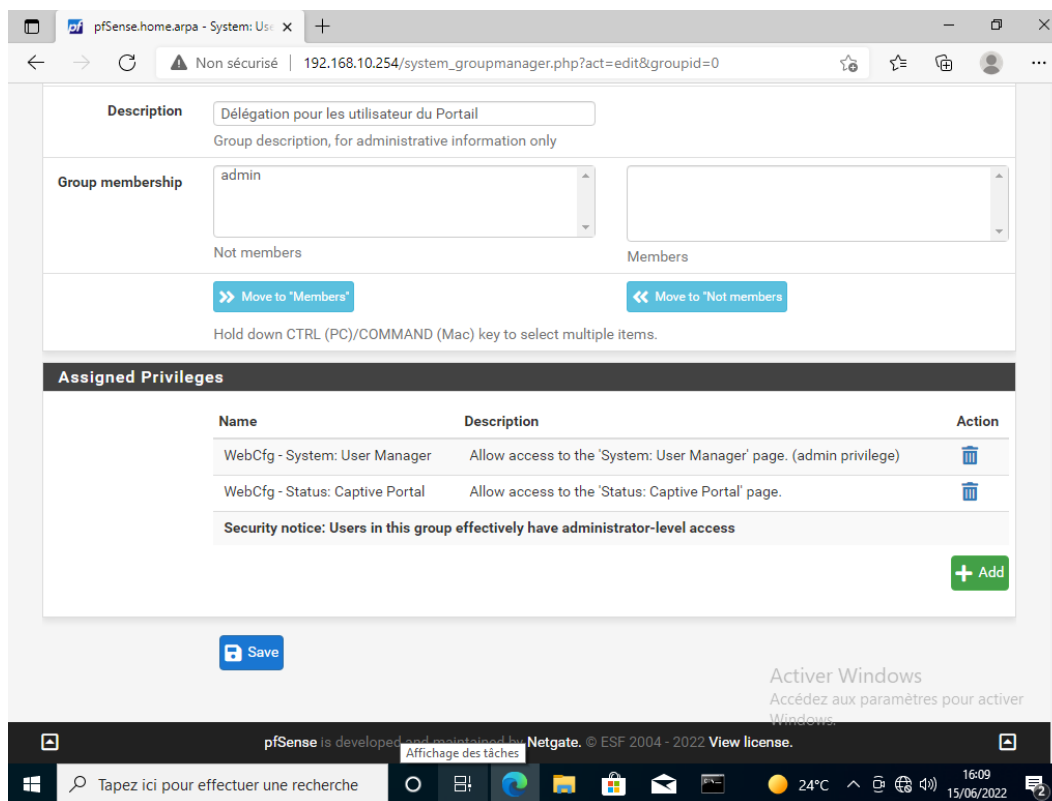 pfSense.home.arpa - System: Use
Non sécurisé | 192.168.10.254/system_groupmanager.php?act=edit&groupid=0
Description
Délégation pour les utilisateur du Portail
Group description, for administrative information only
Group membership
admin
Not members
Members
Move to "Members"
Move to "Not members
Hold down CTRL (PC)/COMMAND (Mac) key to select multiple items.
Assigned Privileges
Name Description Action
WebCfg - System: User Manager Allow access to the 'System: User Manager' page. (admin privilege)
WebCfg - Status: Captive Portal Allow access to the 'Status: Captive Portal' page.
Security notice: Users in this group effectively have administrator-level access
Add
Save
Activer Windows
Accédez aux paramètres pour activer
Windows.
pfSense is developed and maintained by Netgate. © ESF 2004 - 2022 View license.
Affichage des tâches
Tapez ici pour effectuer une recherche
24°C
16:09
15/06/2022
2